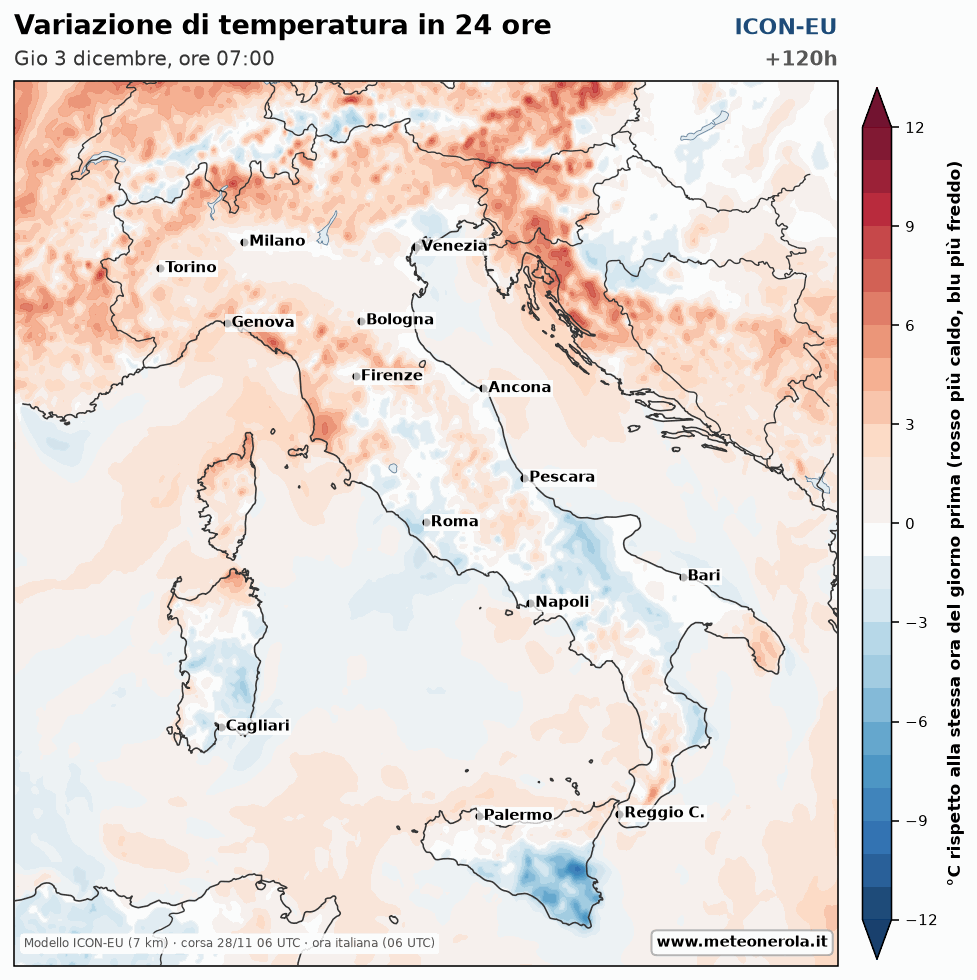 Variazione di temperatura in 24 ore
ICON-EU
Gio 3 dicembre, ore 07:00
+120h
Milano
Venezia
Torino
Genova
Bologna
Firenze
Ancona
Pescara
Roma
Bari
Napoli
Cagliari
Palermo
Reggio C.
12
9
6
3
0
−3
−6
−9
−12
°C rispetto alla stessa ora del giorno prima (rosso più caldo, blu più freddo)
Modello ICON-EU (7 km) · corsa 28/11 06 UTC · ora italiana (06 UTC)
www.meteonerola.it